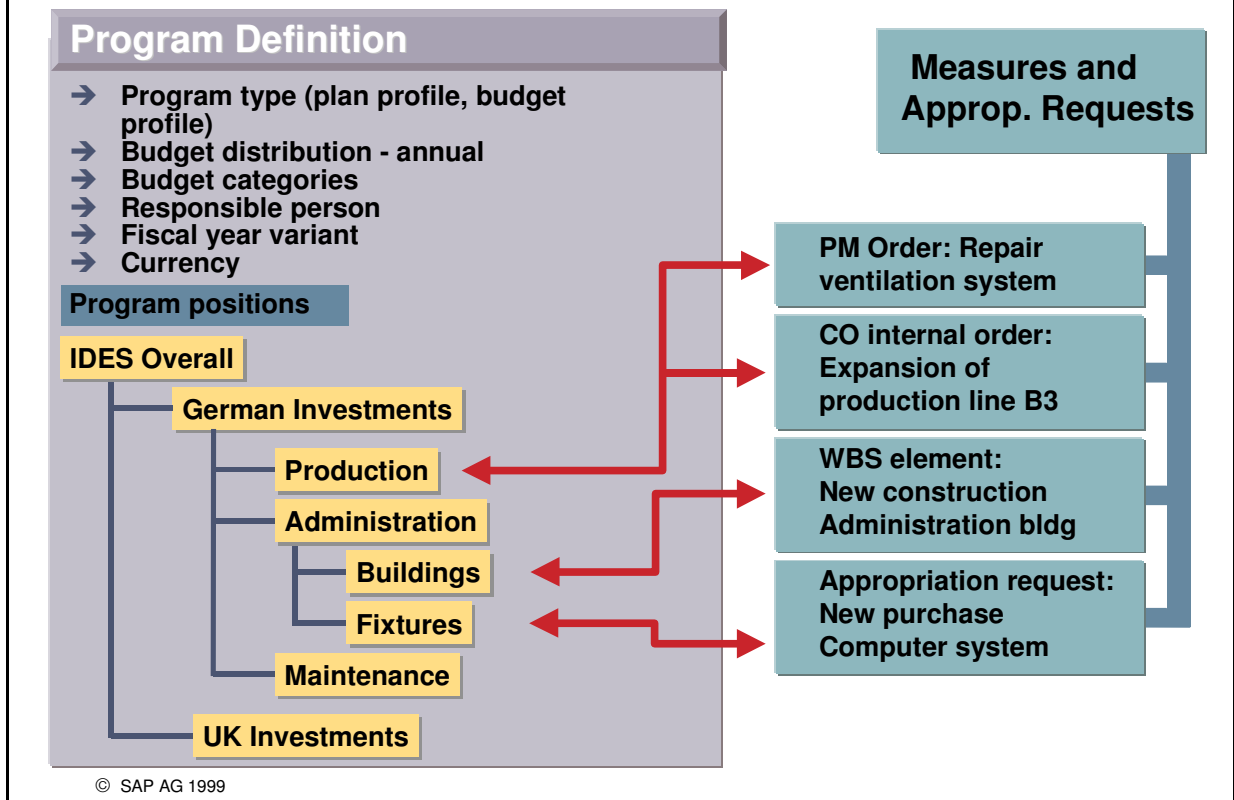 Program Definition
Program type (plan profile, budget
profile)
Budget distribution - annual
Budget categories
Responsible person
Fiscal year variant
Currency
Program positions
IDES Overall
German Investments
Production
Administration
Buildings
Fixtures
Maintenance
UK Investments
Measures and
Approp. Requests
PM Order: Repair
ventilation system
CO internal order:
Expansion of
production line B3
WBS element:
New construction
Administration bldg
Appropriation request:
New purchase
Computer system
© SAP AG 1999